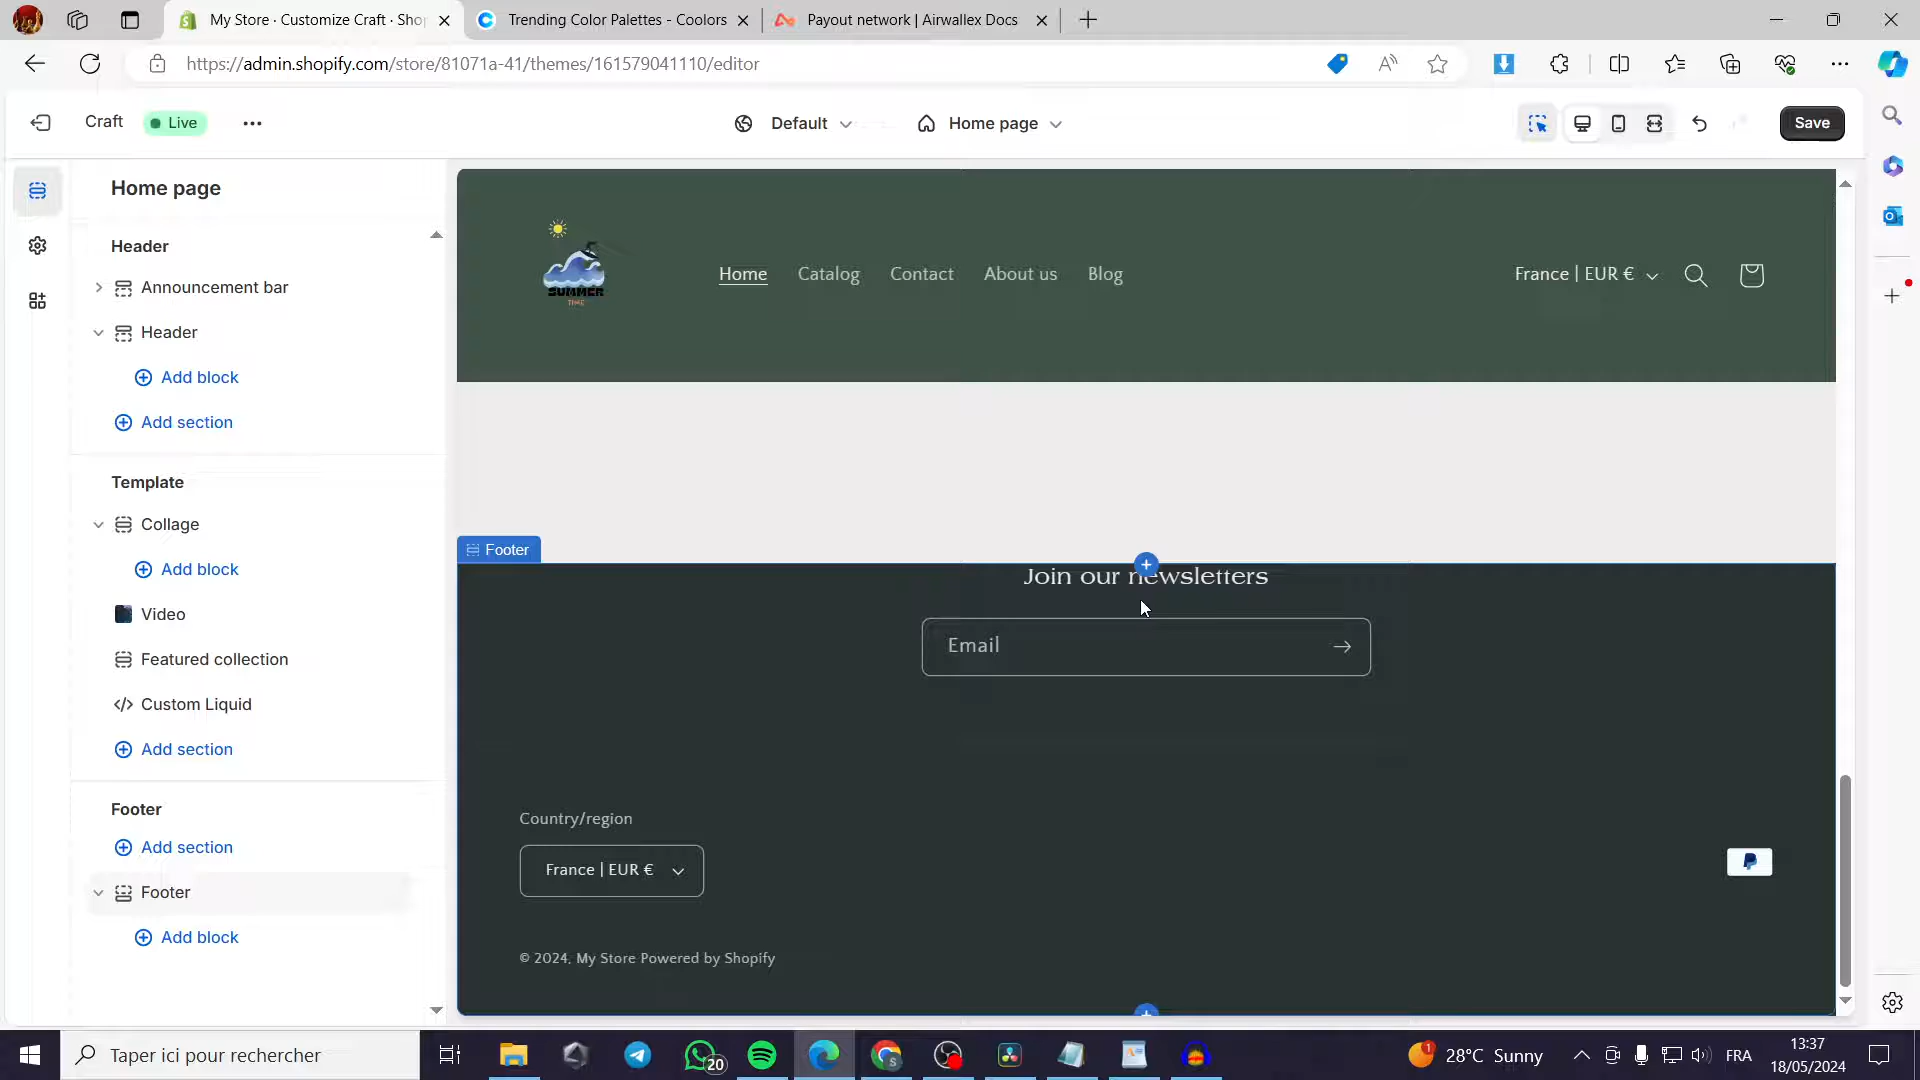 My Store · Customize Craft · Sho
Trending Color Palettes - Coolors
Payout network | Airwallex Docs
https://admin.shopify.com/store/81071a-41/themes/161579041110/editor
Craft
Live
Default
Home page
Save
Home page
Header
Announcement bar
Header
Add block
Add section
Template
Collage
Add block
Video
Featured collection
Custom Liquid
Add section
Footer
Add section
Footer
Add block
SUMMER
TIME
Home
Catalog
Contact
About us
Blog
France | EUR €
Footer
Join our newsletters
Email
Country/region
France | EUR €
© 2024, My Store Powered by Shopify
Taper ici pour rechercher
20
1
28°C Sunny
FRA
13:37
18/05/2024